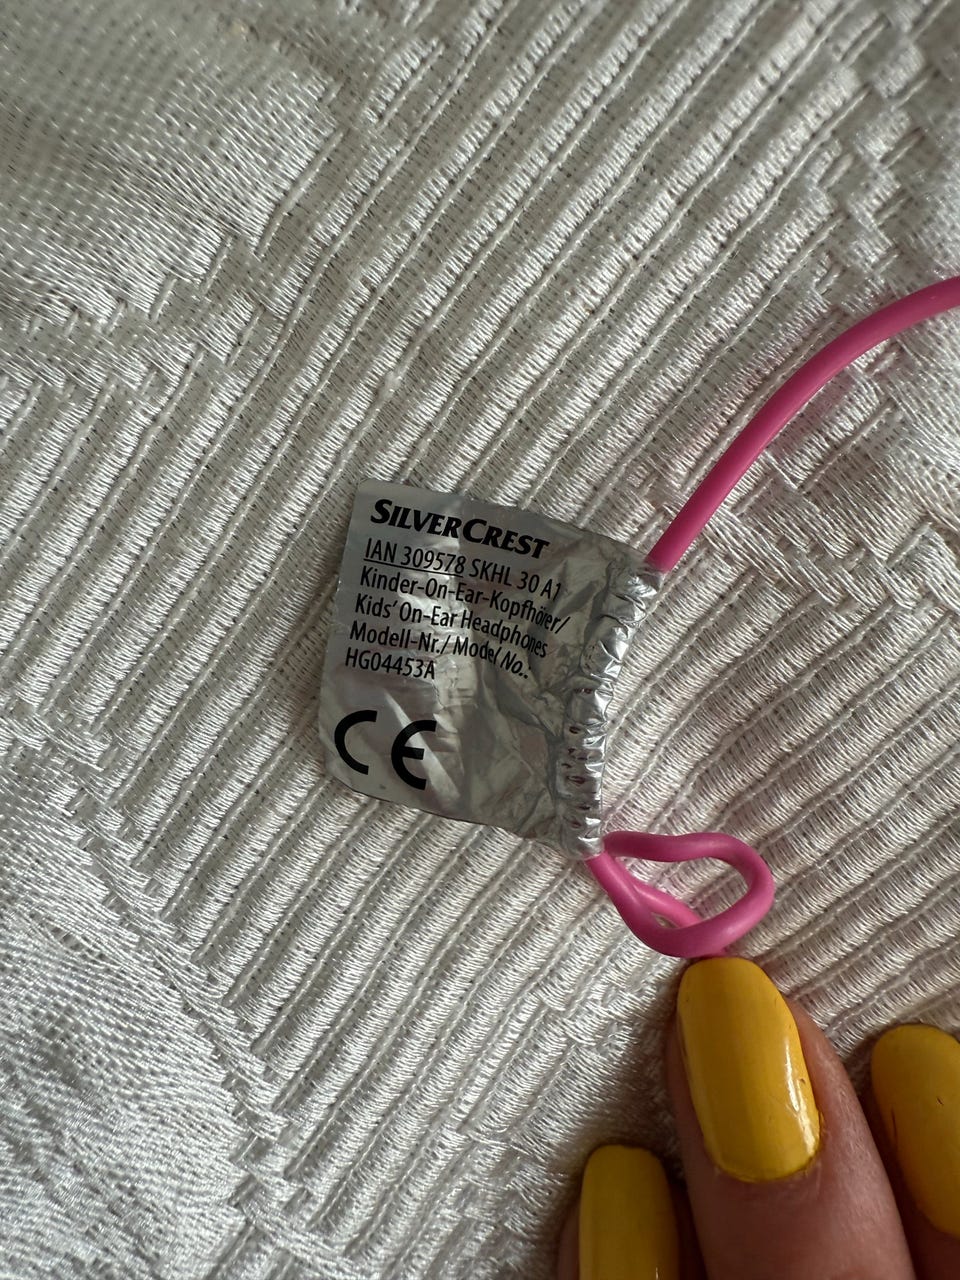 SILVERCREST
IAN 309578 SKHL 30 A1
Kinder-On-Ear-Kopfhörer/
Kids' On-Ear Headphones
Modell-Nr./ Model No.:
HG04453A
CE